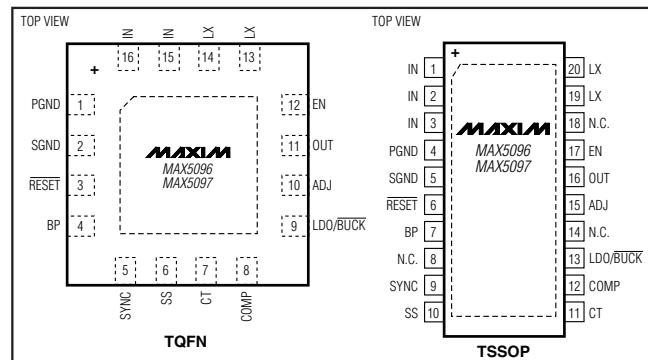 TOP VIEW
IN IN LX LX
16 15 14 13
+
PGND 1
SGND 2
RESET 3
BP 4
12 EN
11 OUT
10 ADJ
9 LDO/BUCK
MAXIM
MAX5096
MAX5097
5 6 7 8
SYNC SS CT COMP
TQFN
TOP VIEW
+
IN 1
IN 2
IN 3
PGND 4
SGND 5
RESET 6
BP 7
N.C. 8
SYNC 9
SS 10
20 LX
19 LX
18 N.C.
17 EN
16 OUT
15 ADJ
14 N.C.
13 LDO/BUCK
12 COMP
11 CT
MAXIM
MAX5096
MAX5097
TSSOP